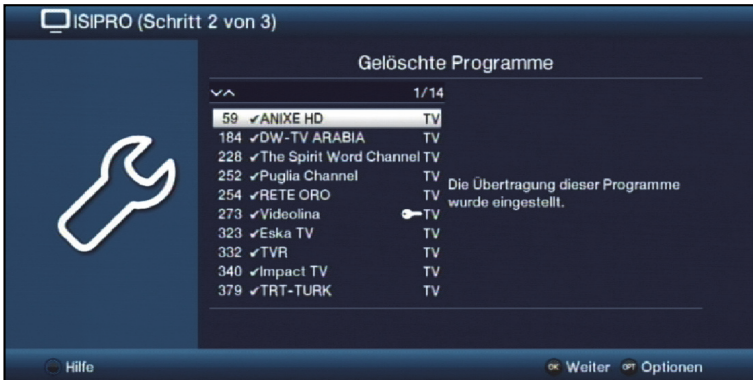 ISIPRO (Schritt 2 von 3)
Gelöschte Programme
1/14
59 ✔ANIXE HD TV
184 ✔DW-TV ARABIA TV
228 ✔The Spirit Word Channel TV
252 ✔Puglia Channel TV
254 ✔RETE ORO TV
273 ✔Videolina TV
323 ✔Eska TV TV
332 ✔TVR TV
340 ✔Impact TV TV
379 ✔TRT-TURK TV
Die Übertragung dieser Programme
wurde eingestellt.
Hilfe
OK Weiter OPT Optionen